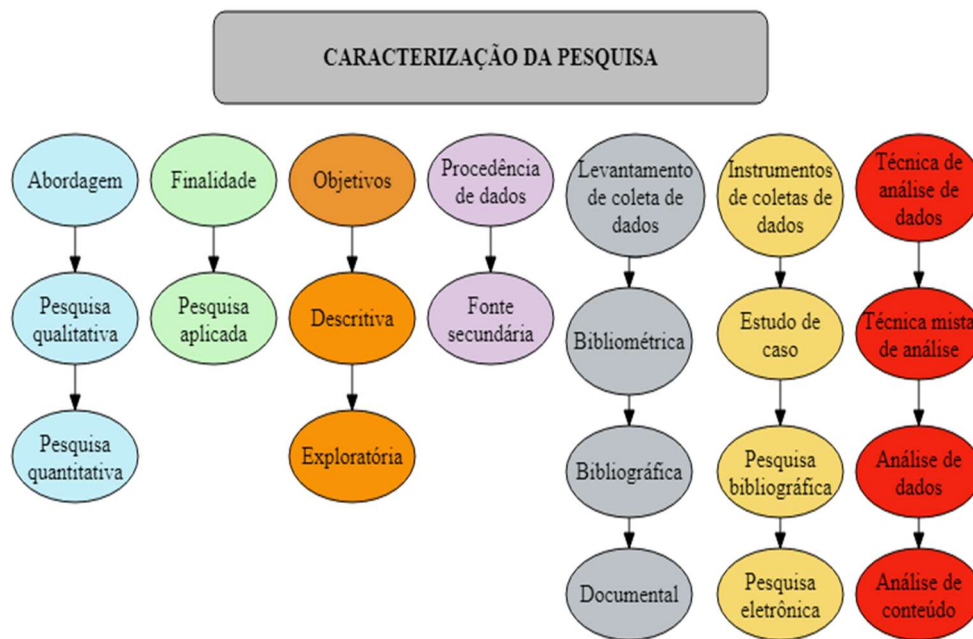 CARACTERIZAÇÃO DA PESQUISA
Abordagem
Finalidade
Objetivos
Procedência
de dados
Levantamento
de coleta de
dados
Instrumentos
de coletas de
dados
Técnica de
análise de
dados
Pesquisa
qualitativa
Pesquisa
aplicada
Descritiva
Fonte
secundária
Bibliométrica
Estudo de
caso
Técnica mista
de análise
Pesquisa
quantitativa
Exploratória
Bibliográfica
Pesquisa
bibliográfica
Análise de
dados
Documental
Pesquisa
eletrônica
Análise de
conteúdo